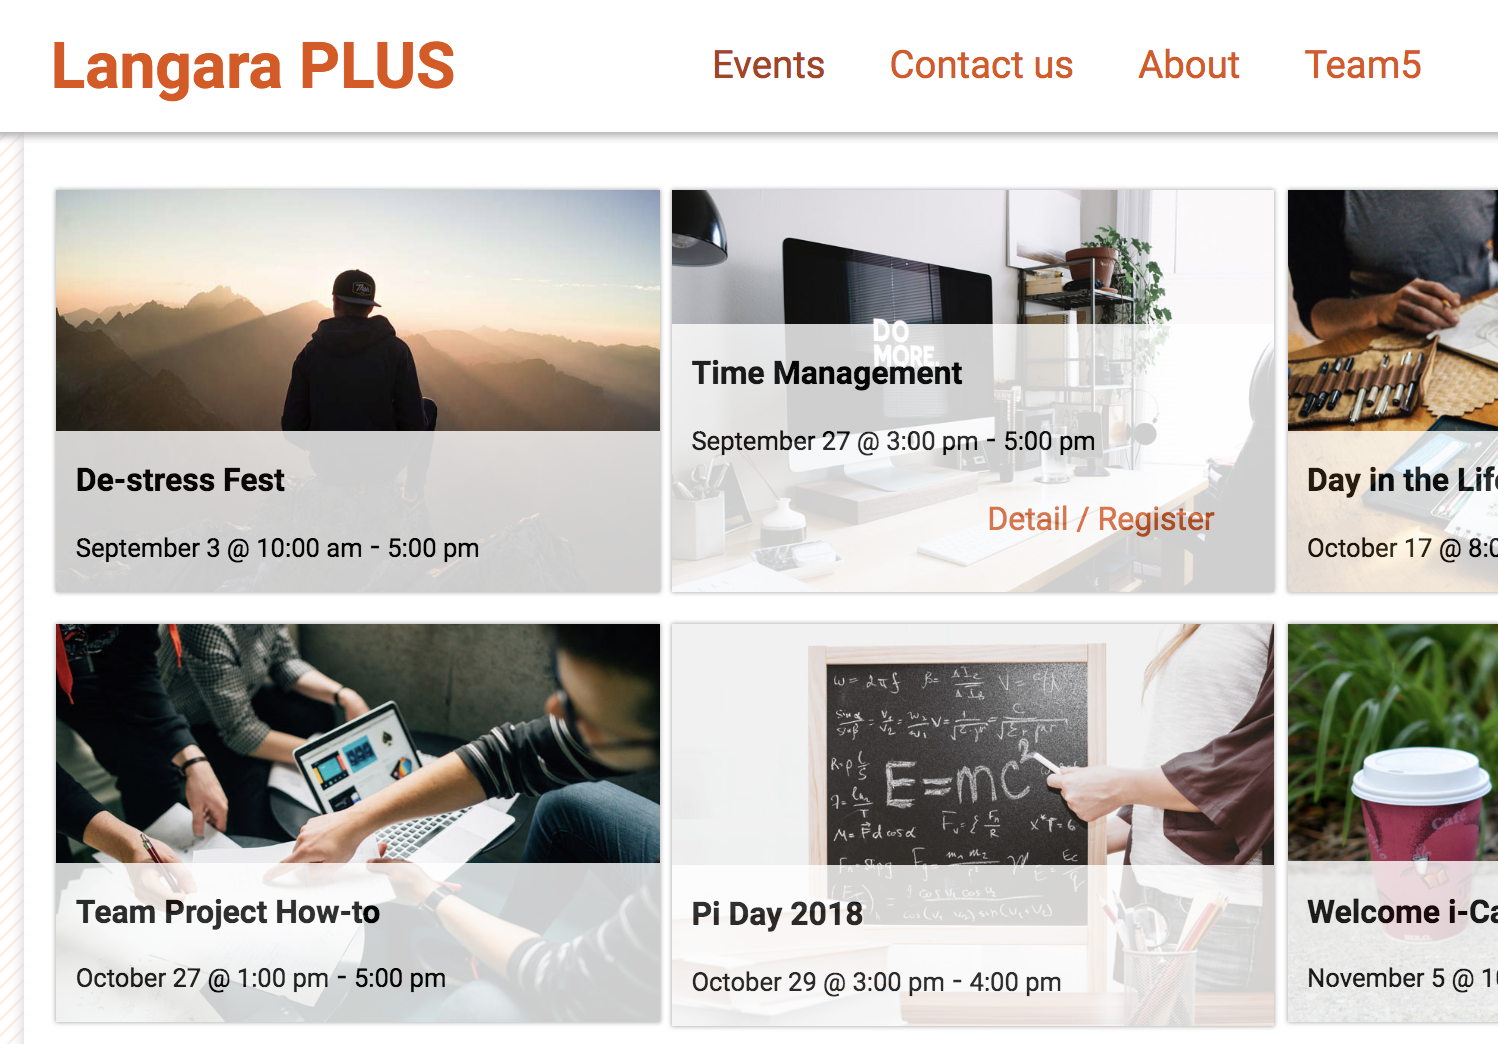 Langara PLUS
Events Contact us About Team5
DO
MORE.
Time Management
September 27 @ 3:00 pm - 5:00 pm
Detail / Register
De-stress Fest
September 3 @ 10:00 am - 5:00 pm
Day in the Lif
October 17 @ 8:0
E=mc²
Team Project How-to
October 27 @ 1:00 pm - 5:00 pm
Pi Day 2018
October 29 @ 3:00 pm - 4:00 pm
Café
Welcome i-Ca
November 5 @ 10